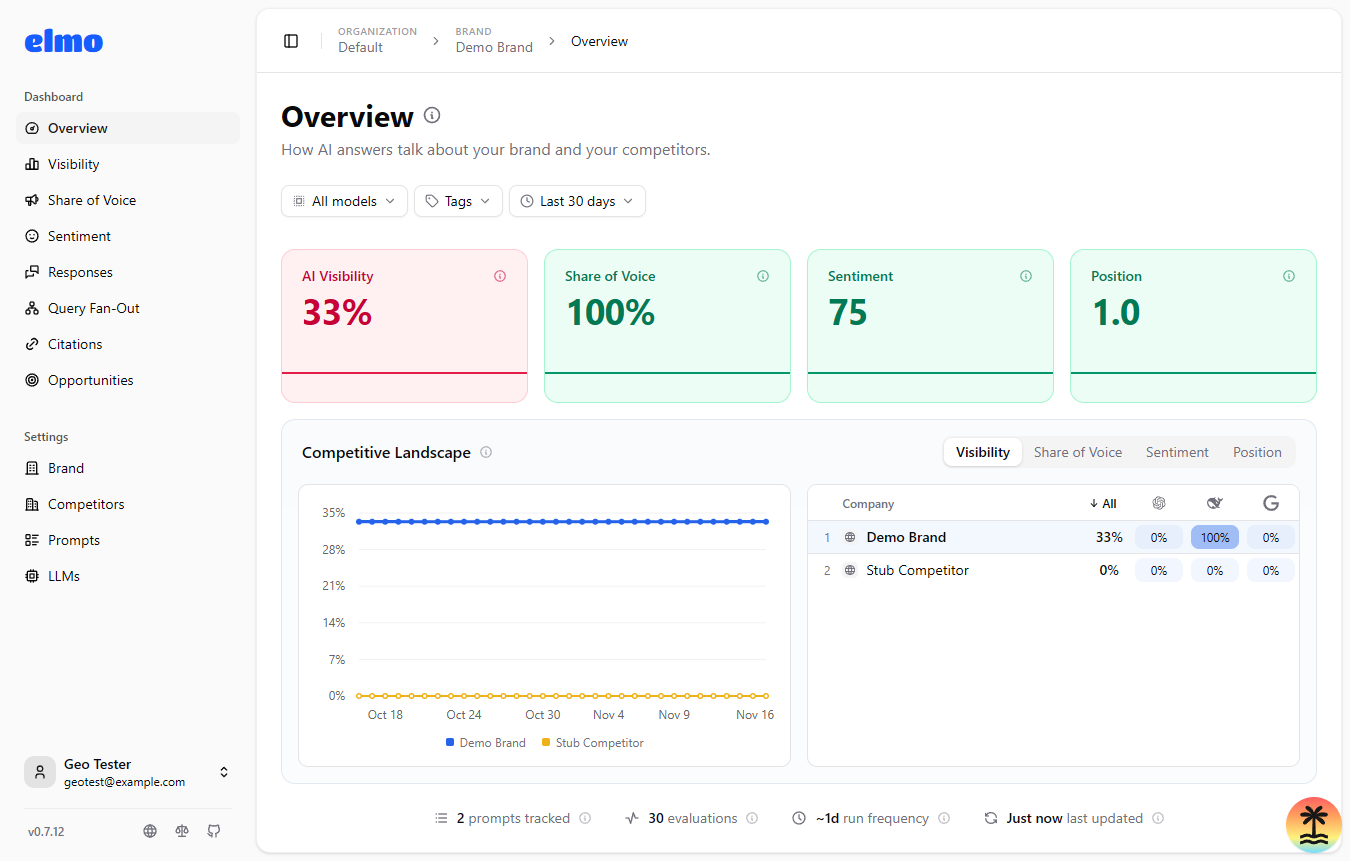 elmo
Dashboard
Overview
Visibility
Share of Voice
Sentiment
Responses
Query Fan-Out
Citations
Opportunities
Settings
Brand
Competitors
Prompts
LLMs
Geo Tester
geotest@example.com
v0.7.12
ORGANIZATION
Default
BRAND
Demo Brand
Overview
Overview
How AI answers talk about your brand and your competitors.
All models
Tags
Last 30 days
AI Visibility
33%
Share of Voice
100%
Sentiment
75
Position
1.0
Competitive Landscape
Visibility Share of Voice Sentiment Position
35%
28%
21%
14%
7%
0%
Oct 18 Oct 24 Oct 30 Nov 4 Nov 9 Nov 16
Demo Brand Stub Competitor
Company ↓ All
1 Demo Brand 33% 0% 100% 0%
2 Stub Competitor 0% 0% 0% 0%
2 prompts tracked
30 evaluations
~1d run frequency
Just now last updated